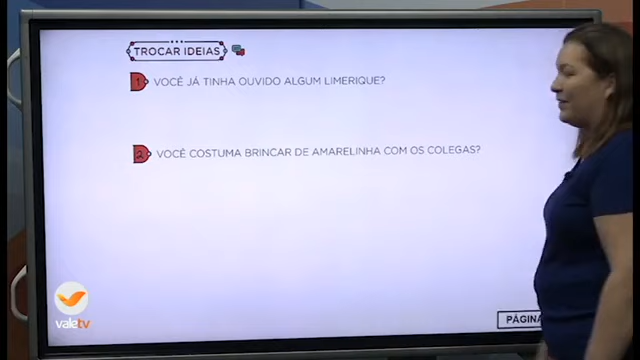 TROCAR IDEIAS
1 VOCÊ JÁ TINHA OUVIDO ALGUM LIMERIQUE?
2 VOCÊ COSTUMA BRINCAR DE AMARELINHA COM OS COLEGAS?
valetv
PÁGINA